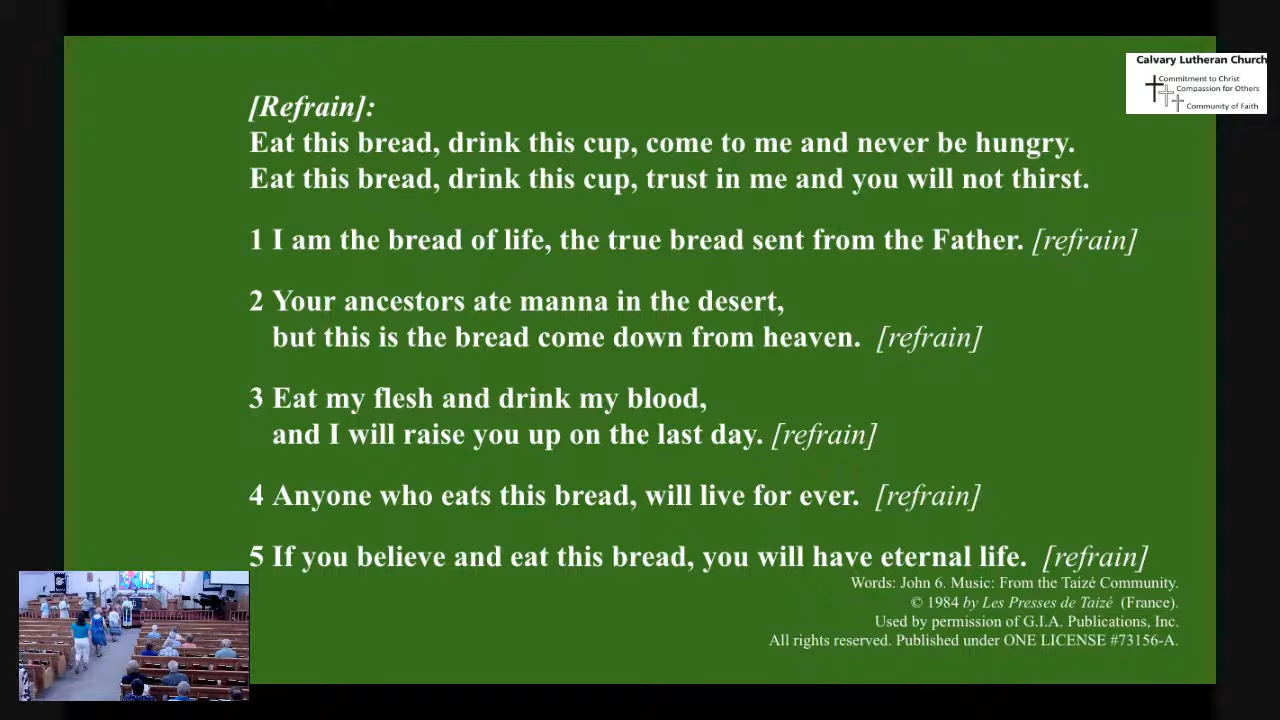 Calvary Lutheran Church
Commitment to Christ
Compassion for Others
Community of Faith
[Refrain]:
Eat this bread, drink this cup, come to me and never be hungry.
Eat this bread, drink this cup, trust in me and you will not thirst.
1 I am the bread of life, the true bread sent from the Father. [refrain]
2 Your ancestors ate manna in the desert,
but this is the bread come down from heaven. [refrain]
3 Eat my flesh and drink my blood,
and I will raise you up on the last day. [refrain]
4 Anyone who eats this bread, will live for ever. [refrain]
5 If you believe and eat this bread, you will have eternal life. [refrain]
Words: John 6. Music: From the Taizé Community.
© 1984 by Les Presses de Taizè (France).
Used by permission of G.I.A. Publications, Inc.
All rights reserved. Published under ONE LICENSE #73156-A.